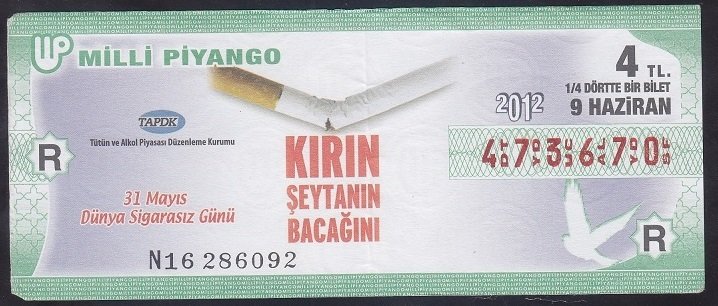 MİLLİ PİYANGO
4 TL.
1/4 DÖRTTE BİR BİLET
2012
9 HAZİRAN
TAPDK
Tütün ve Alkol Piyasası Düzenleme Kurumu
R
473670
KIRIN
ŞEYTANIN
BACAĞINI
31 Mayıs
Dünya Sigarasız Günü
R
N16 286092